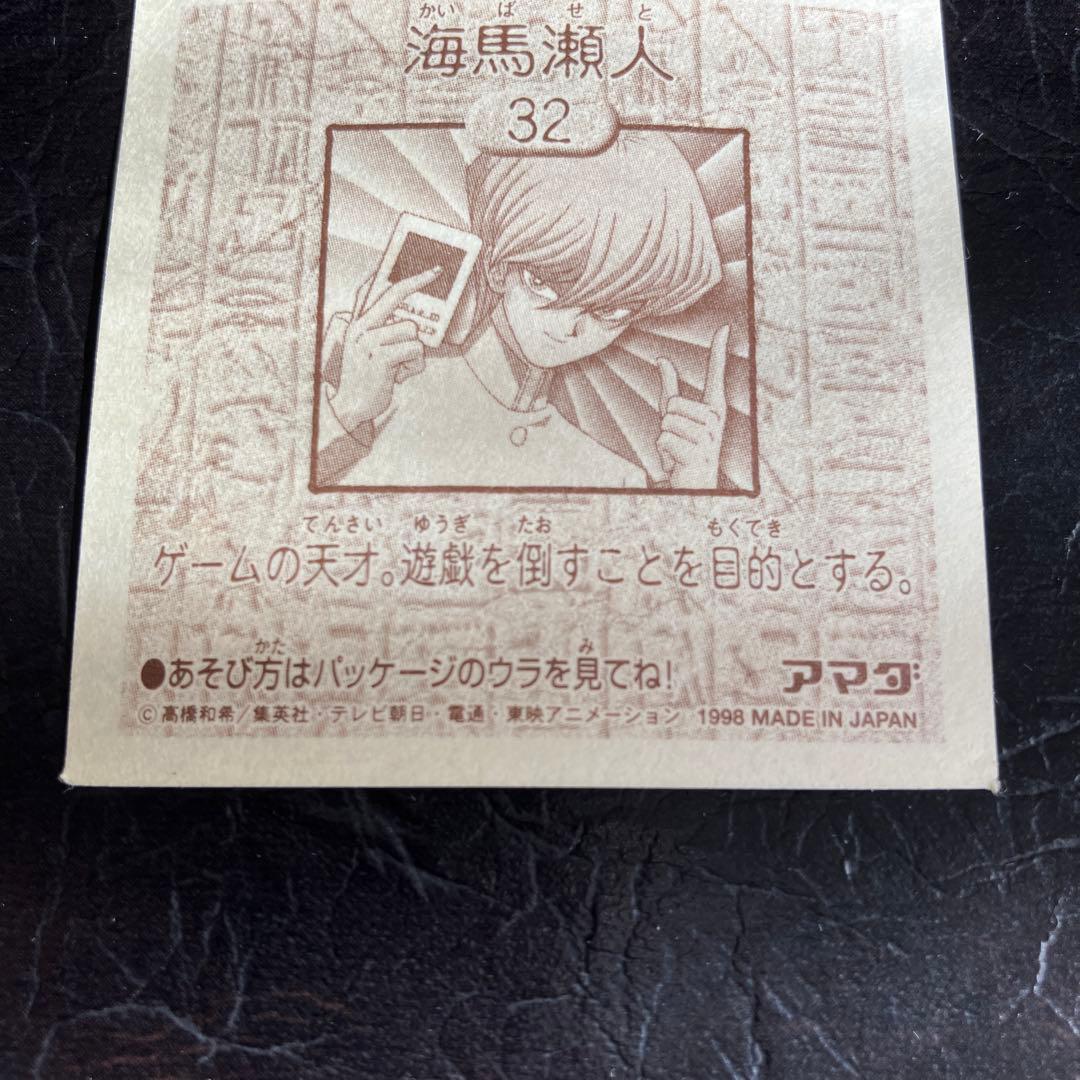 かいばせと
海馬瀬人
32
てんさい ゆうぎ たお もくてき
ゲームの天才。遊戯を倒すことを目的とする。
かた み
●あそび方はパッケージのウラを見てね! アマダ
©高橋和希/集英社・テレビ朝日・電通・東映アニメーション 1998 MADE IN JAPAN